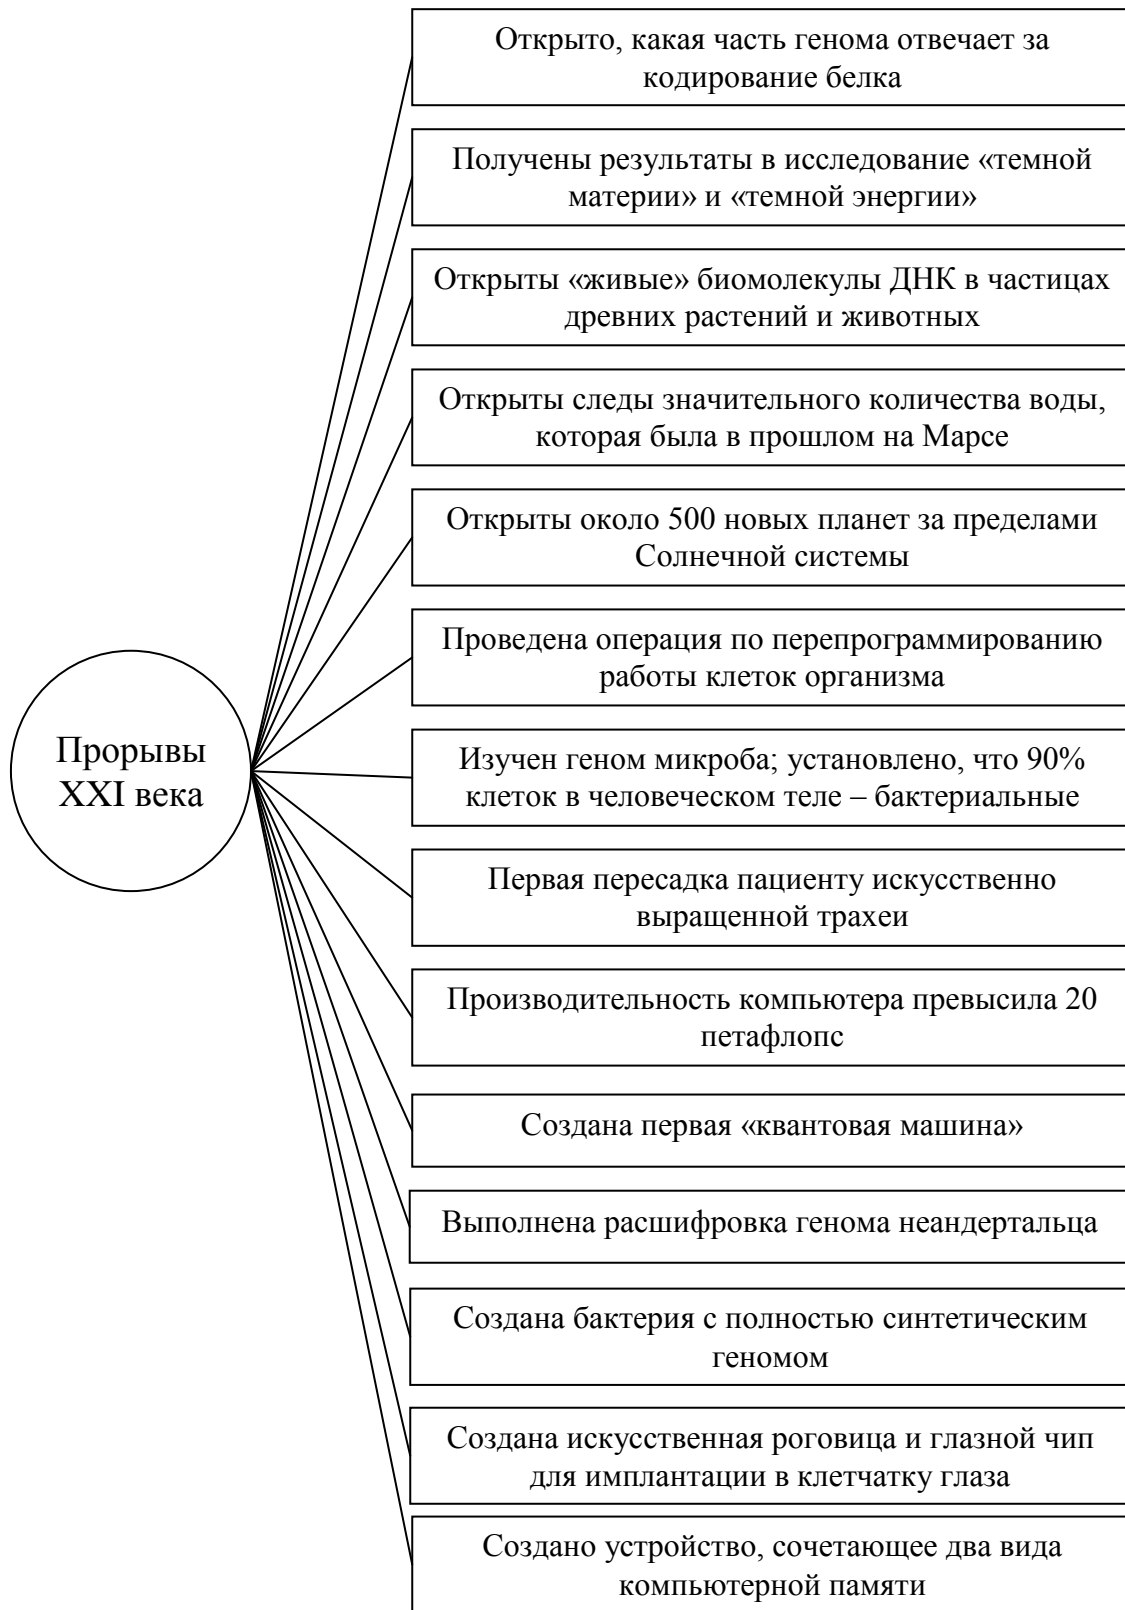 Открыто, какая часть генома отвечает за
кодирование белка
Получены результаты в исследование «темной
материи» и «темной энергии»
Открыты «живые» биомолекулы ДНК в частицах
древних растений и животных
Открыты следы значительного количества воды,
которая была в прошлом на Марсе
Открыты около 500 новых планет за пределами
Солнечной системы
Проведена операция по перепрограммированию
работы клеток организма
Прорывы
XXI века
Изучен геном микроба; установлено, что 90%
клеток в человеческом теле – бактериальные
Первая пересадка пациенту искусственно
выращенной трахеи
Производительность компьютера превысила 20
петафлопс
Создана первая «квантовая машина»
Выполнена расшифровка генома неандертальца
Создана бактерия с полностью синтетическим
геномом
Создана искусственная роговица и глазной чип
для имплантации в клетчатку глаза
Создано устройство, сочетающее два вида
компьютерной памяти